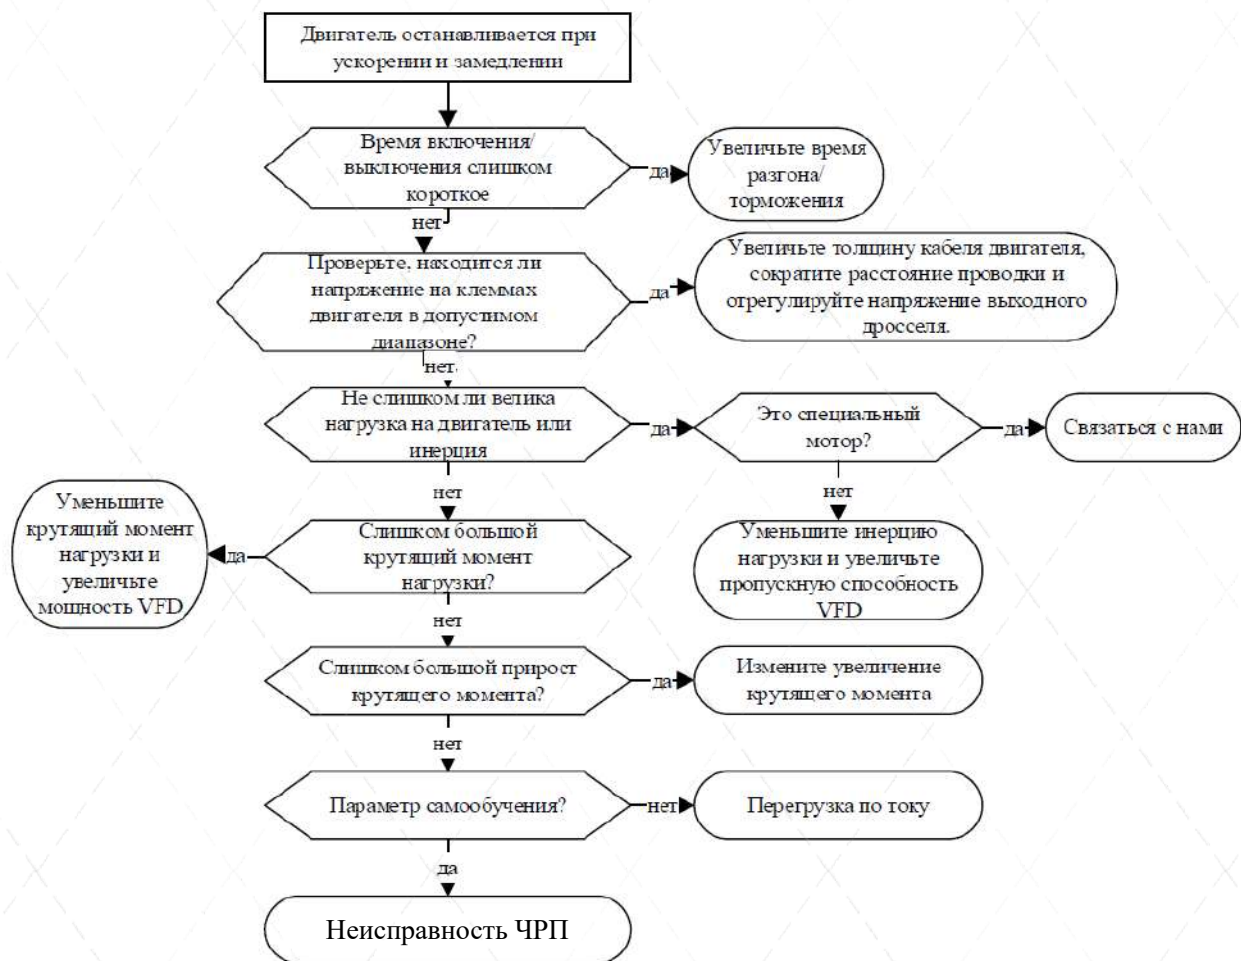 Двигатель останавливается при
ускорении и замедлении
Время включения/
выключения слишком
короткое
да
Увеличьте время
разгона/
торможения
нет
Проверьте, находится ли
напряжение на клеммах
двигателя в допустимом
диапазоне?
да
Увеличьте толщину кабеля двигателя,
сократите расстояние проводки и
отрегулируйте напряжение выходного
дросселя.
нет
Не слишком ли велика
нагрузка на двигатель или
инерция
да
Это специальный
мотор?
да
Связаться с нами
нет
нет
Уменьшите
крутящий момент
нагрузки и
увеличьте
мощность VFD
да
Слишком большой
крутящий момент
нагрузки?
Уменьшите инерцию
нагрузки и увеличьте
пропускную способность
VFD
нет
Слишком большой прирост
крутящего момента?
да
Измените увеличение
крутящего момента
нет
Параметр самообучения?
нет
Перегрузка по току
да
Неисправность ЧРП